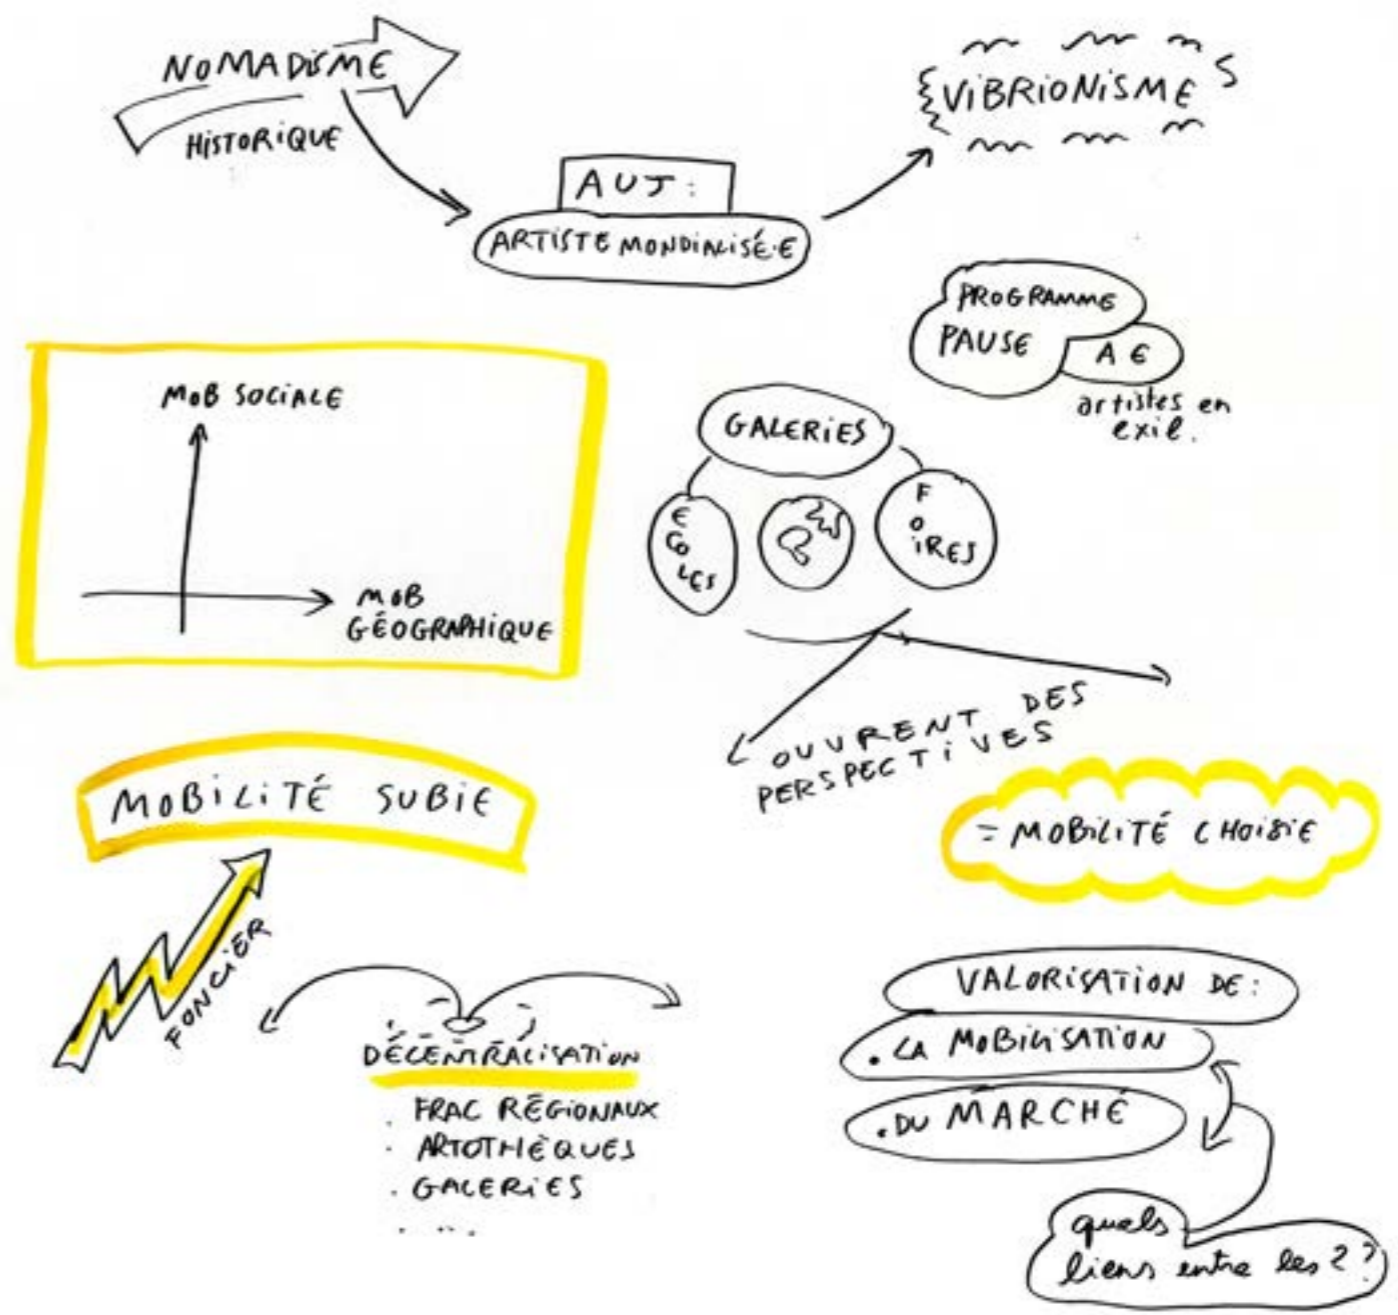 NOMADISME
HISTORIQUE
VIBRIONISME
AUJ:
ARTISTE MONDIALISÉ·E
PROGRAMME
PAUSE
A E
artistes en
exil.
MOB SOCIALE
MOB
GÉOGRAPHIQUE
GALERIES
ECOLES
FOIRES
OUVRENT DES
PERSPECTIVES
MOBILITÉ SUBIE
= MOBILITÉ CHOISIE
FONCIER
DÉCENTRALISATION
. FRAC RÉGIONAUX
. ARTOTHÈQUES
. GALERIES
. ...
VALORISATION DE:
. LA MOBILISATION
. DU MARCHÉ
quels
liens entre les 2?